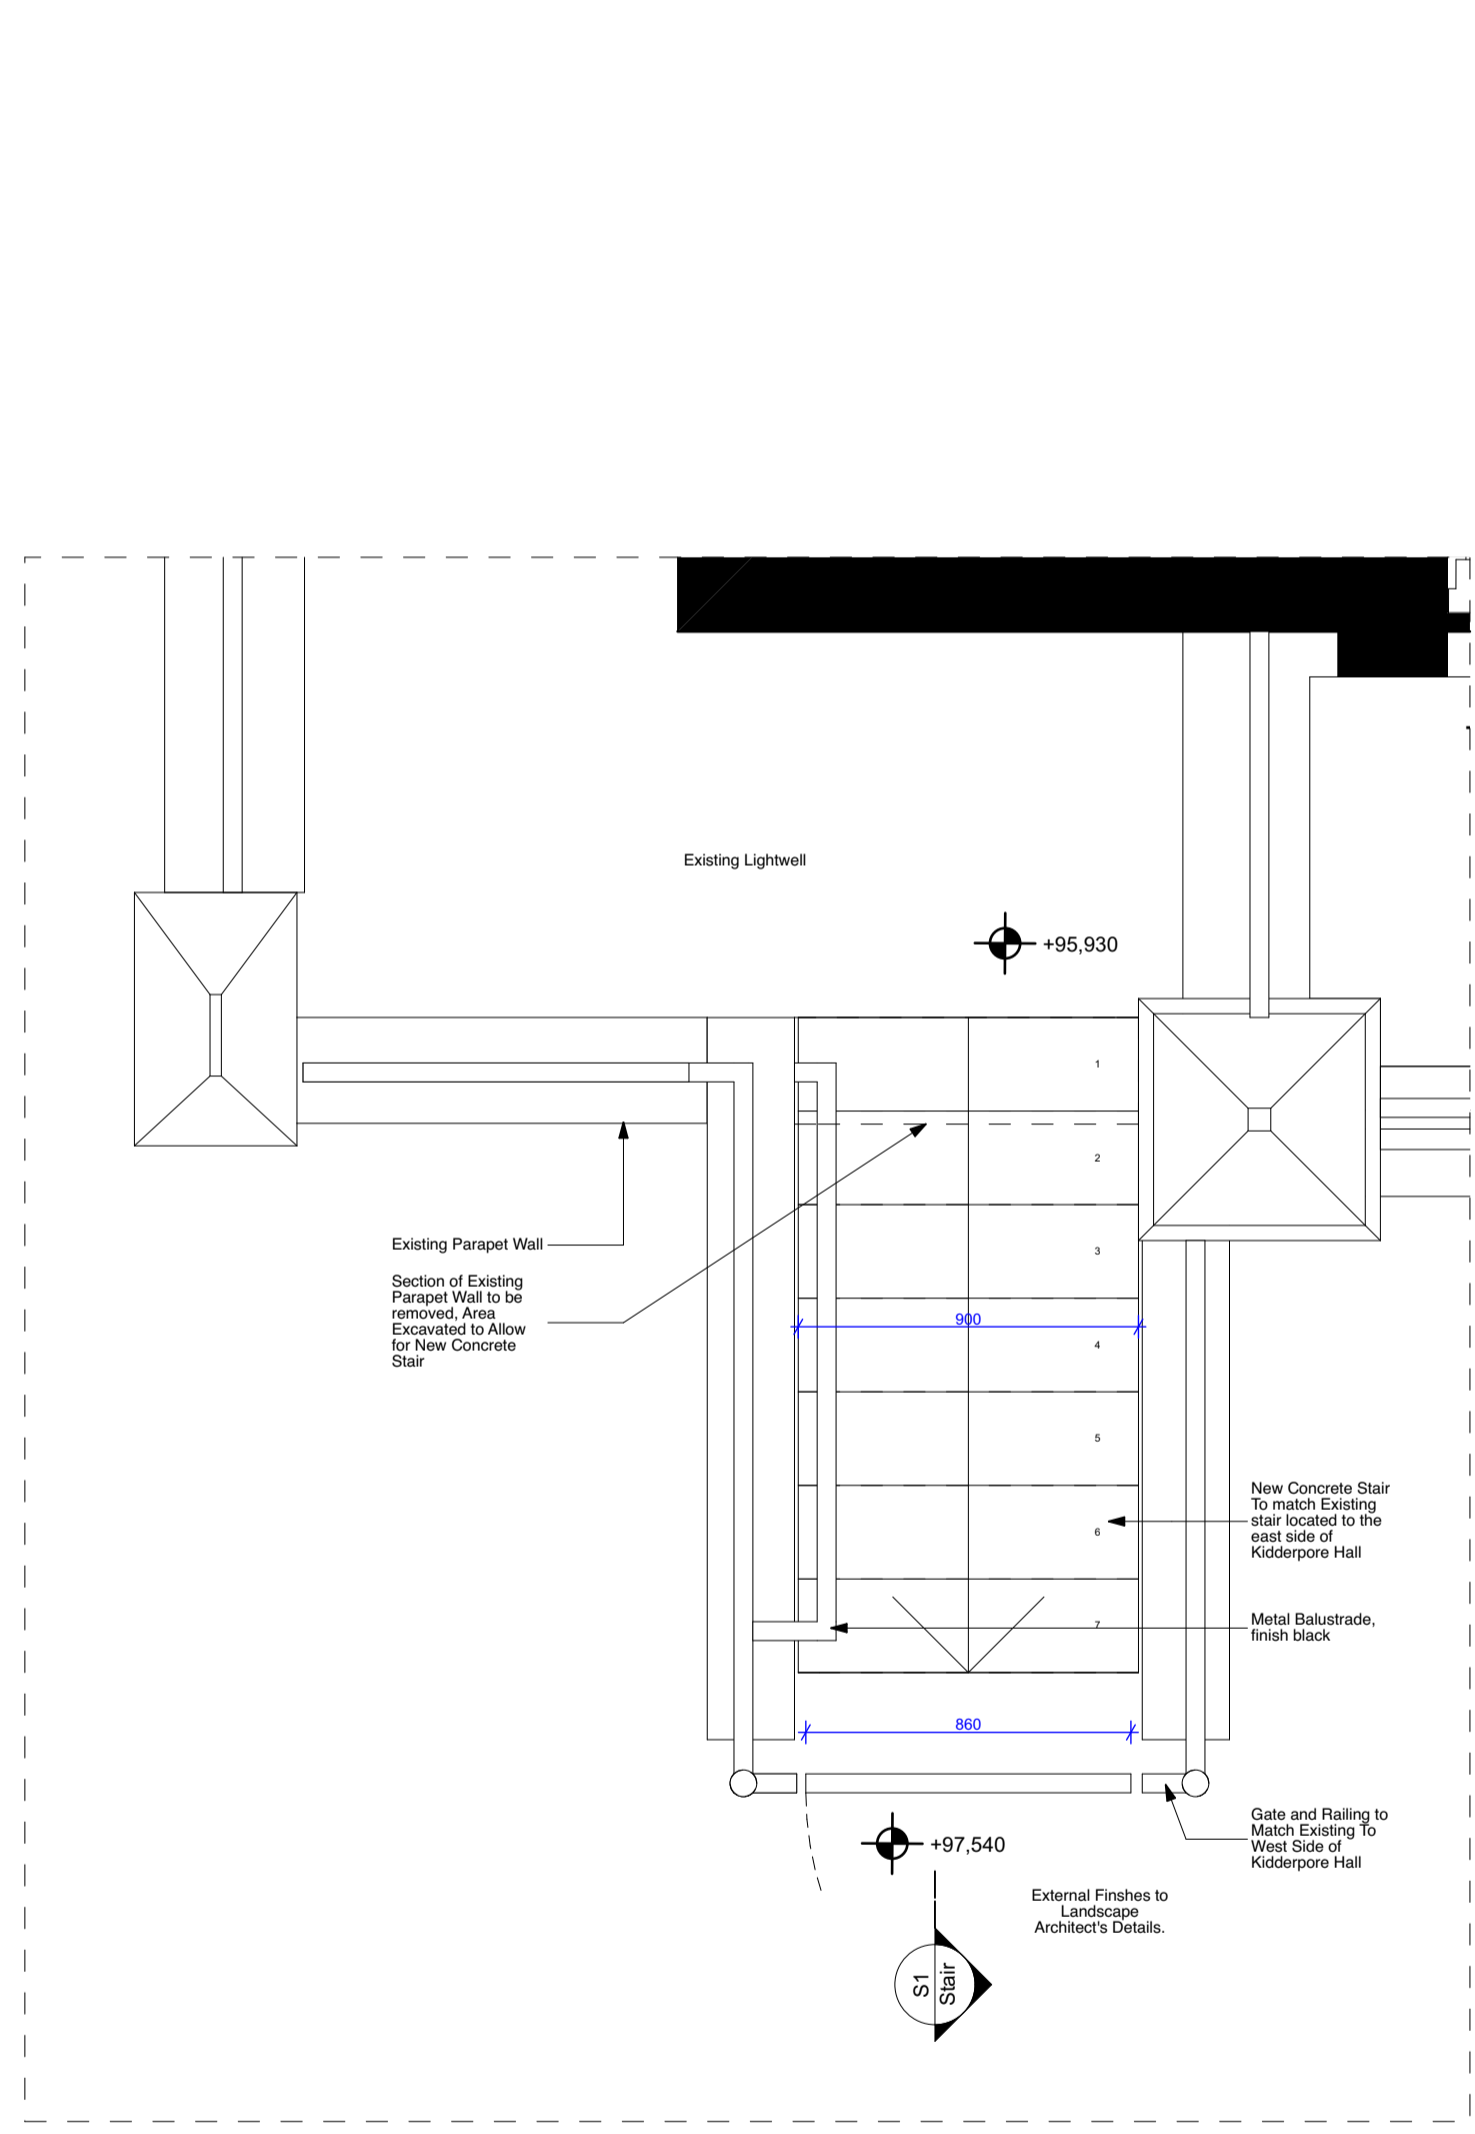 Existing Lightwell
+95,930
1
2
Existing Parapet Wall
3
Section of Existing
Parapet Wall to be
removed, Area
Excavated to Allow
for New Concrete
Stair
900
4
5
New Concrete Stair
To match Existing
stair located to the
east side of
Kidderpore Hall
6
Metal Balustrade,
finish black
7
860
Gate and Railing to
Match Existing To
West Side of
Kidderpore Hall
+97,540
External Finshes to
Landscape
Architect's Details.
S1
Stair